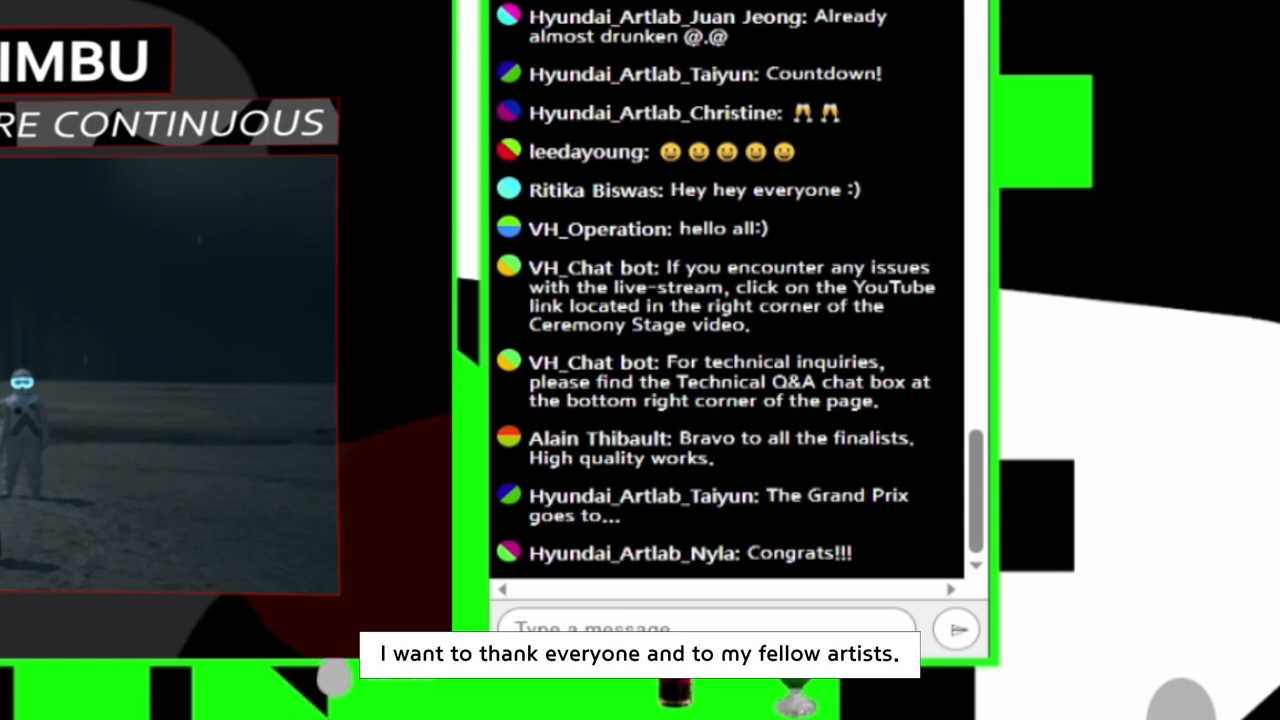 IMBU
RE CONTINUOUS
Hyundai_Artlab_Juan Jeong: Already
almost drunken @.@
Hyundai_Artlab_Taiyun: Countdown!
Hyundai_Artlab_Christine: 🥂 🥂
leedayoung: 😀 😀 😀 😀 😀
Ritika Biswas: Hey hey everyone :)
VH_Operation: hello all:)
VH_Chat bot: If you encounter any issues
with the live-stream, click on the YouTube
link located in the right corner of the
Ceremony Stage video.
VH_Chat bot: For technical inquiries,
please find the Technical Q&A chat box at
the bottom right corner of the page.
Alain Thibault: Bravo to all the finalists.
High quality works.
Hyundai_Artlab_Taiyun: The Grand Prix
goes to...
Hyundai_Artlab_Nyla: Congrats!!!
Type a message
I want to thank everyone and to my fellow artists.